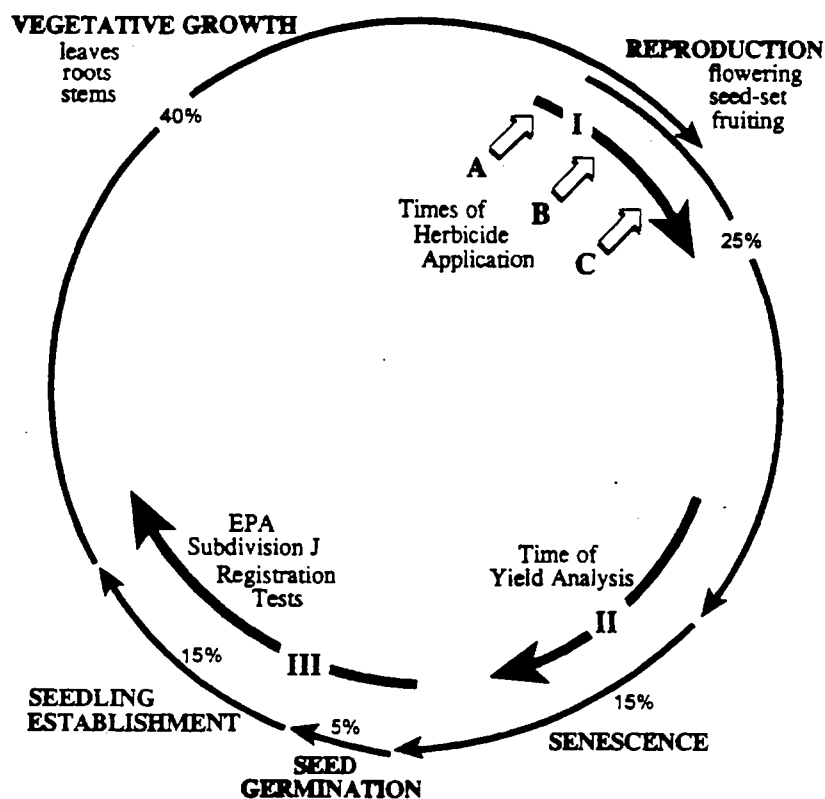 VEGETATIVE GROWTH
leaves
roots
stems
40%
REPRODUCTION
flowering
seed-set
fruiting
I
A
B
C
Times of
Herbicide
Application
25%
EPA
Subdivision J
Registration
Tests
Time of
Yield Analysis
II
III
15%
SEEDLING
ESTABLISHMENT
5%
SEED
GERMINATION
15%
SENESCENCE